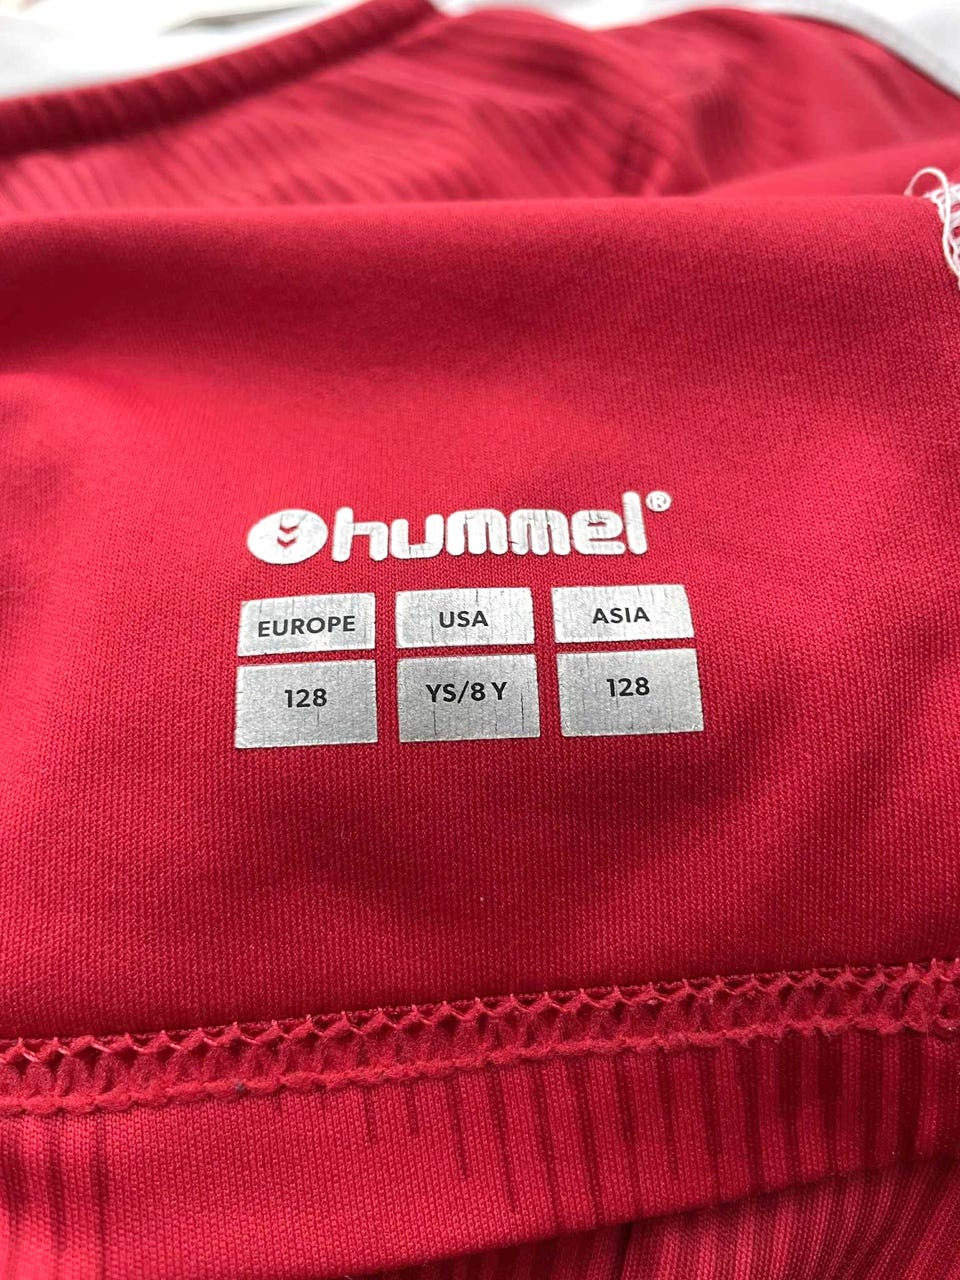 hummel®
EUROPE USA ASIA
128 YS/8 Y 128